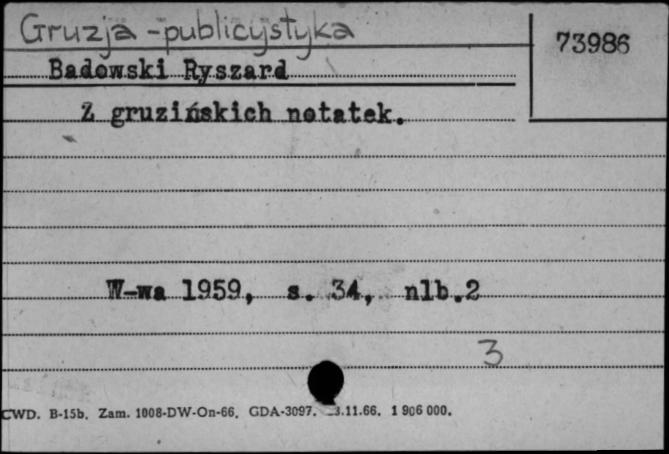 Gruzja - publicystyka
73986
Badowski Ryszard
Z gruzińskich notatek.
W-wa 1959, s. 34, nlb.2
3
CWD. B-15b. Zam. 1008-DW-On-66. GDA-3097. .11.66. 1 906 000.